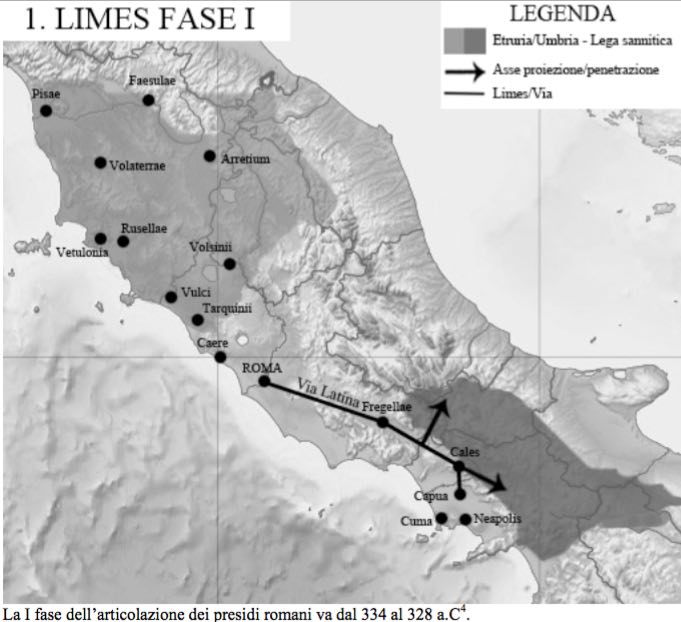 1. LIMES FASE I
LEGENDA
Etruria/Umbria - Lega sannitica
Asse proiezione/penetrazione
Limes/Via
Pisae
Faesulae
Volaterrae
Arretium
Rusellae
Vetulonia
Volsinii
Vulci
Tarquinii
Caere
ROMA
Via Latina
Fregellae
Cales
Capua
Cuma
Neapolis
La I fase dell’articolazione dei presidi romani va dal 334 al 328 a.C⁴.